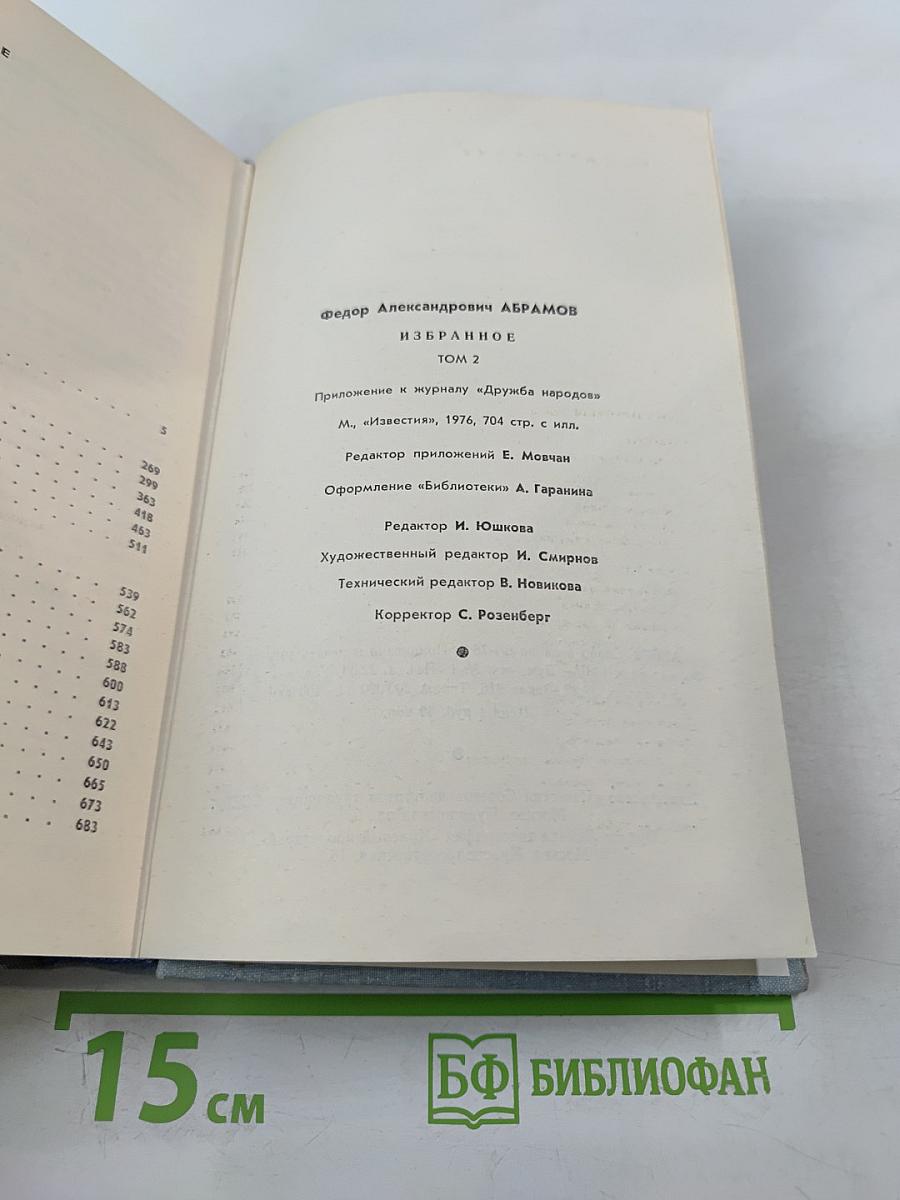 Е
5
269
299
363
418
463
511
539
562
574
583
588
600
613
622
643
650
665
673
683
Федор Александрович АБРАМОВ
ИЗБРАННОЕ
ТОМ 2
Приложение к журналу «Дружба народов»
М., «Известия», 1976, 704 стр. с илл.
Редактор приложений Е. Мовчан
Оформление «Библиотеки» А. Гаранина
Редактор И. Юшкова
Художественный редактор И. Смирнов
Технический редактор В. Новикова
Корректор С. Розенберг
15 см
БФ БИБЛИОФАН